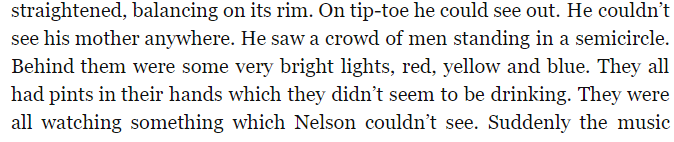 straightened, balancing on its rim. On tip-toe he could see out. He couldn’t
see his mother anywhere. He saw a crowd of men standing in a semicircle.
Behind them were some very bright lights, red, yellow and blue. They all
had pints in their hands which they didn’t seem to be drinking. They were
all watching something which Nelson couldn’t see. Suddenly the music